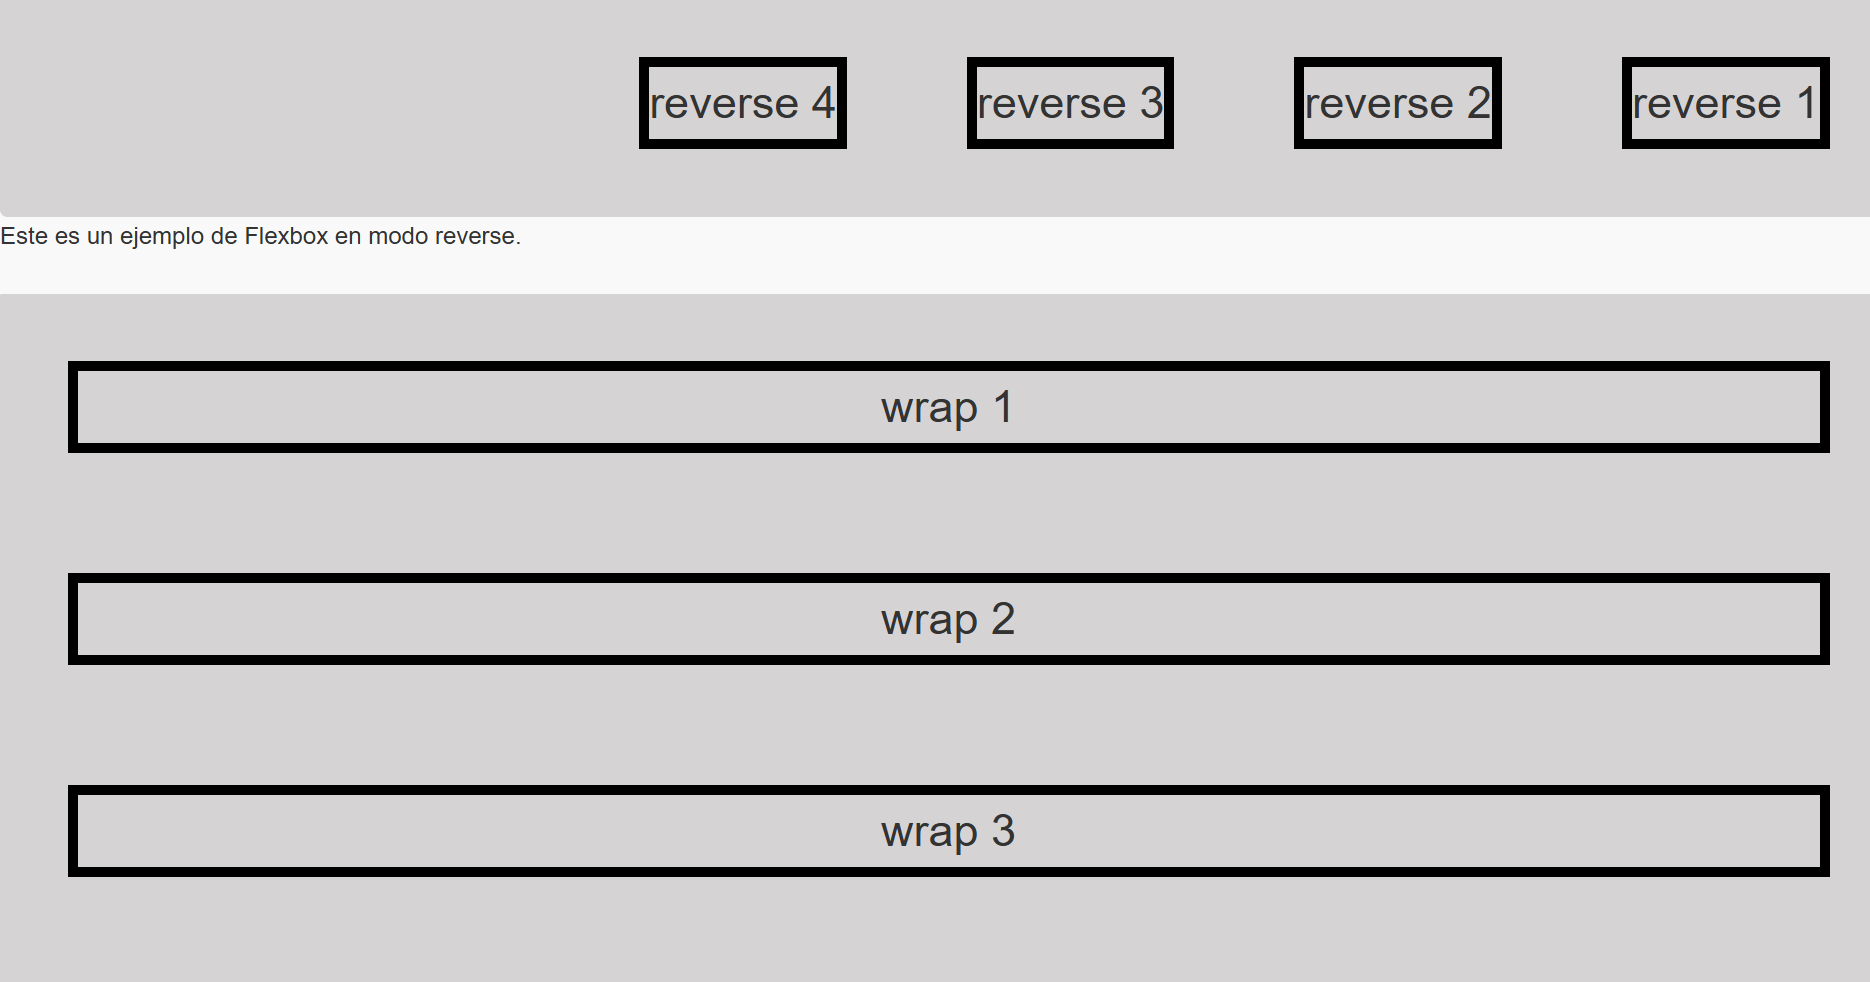 reverse 4 reverse 3 reverse 2 reverse 1
Este es un ejemplo de Flexbox en modo reverse.
wrap 1
wrap 2
wrap 3